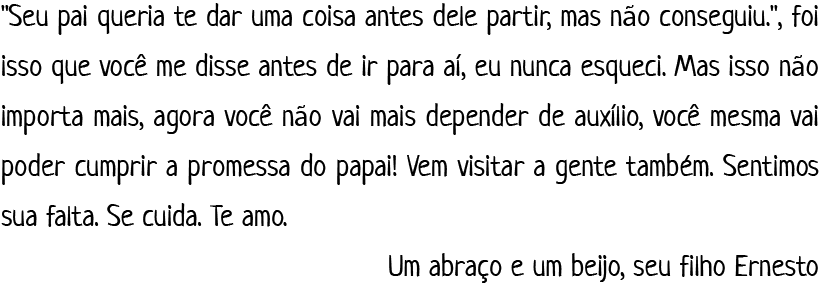 "Seu pai queria te dar uma coisa antes dele partir, mas não conseguiu.", foi
isso que você me disse antes de ir para aí, eu nunca esqueci. Mas isso não
importa mais, agora você não vai mais depender de auxílio, você mesma vai
poder cumprir a promessa do papai! Vem visitar a gente também. Sentimos
sua falta. Se cuida. Te amo.
Um abraço e um beijo, seu filho Ernesto